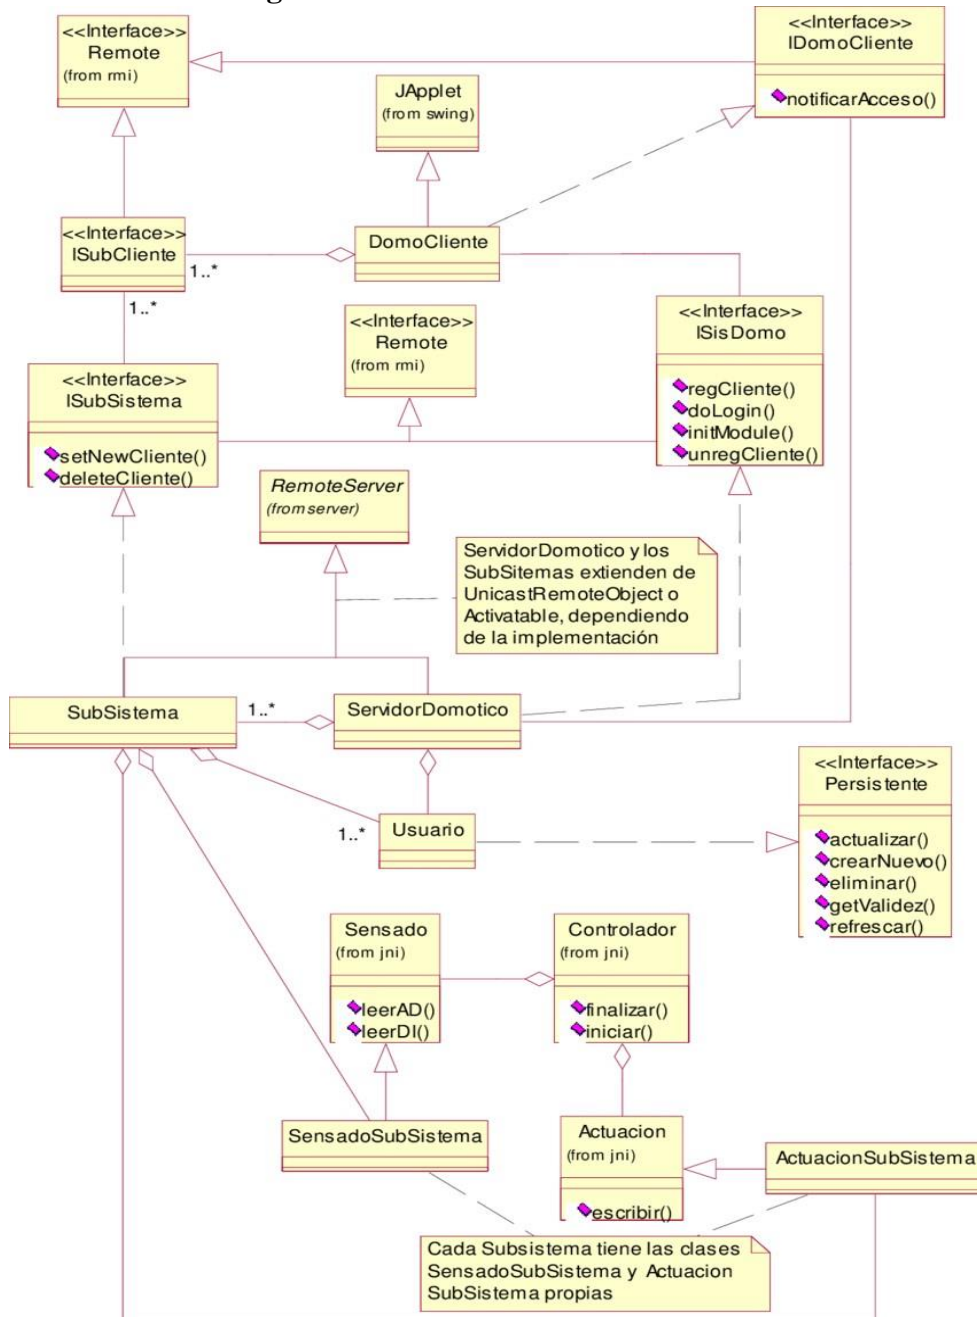 g
<<Interface>>
Remote
(from rmi)
<<Interface>>
IDomoCliente
notificarAcceso()
JApplet
(from swing)
<<Interface>>
ISubCliente
1..*
1..*
DomoCliente
<<Interface>>
Remote
(from rmi)
<<Interface>>
ISisDomo
regCliente()
doLogin()
initModule()
unregCliente()
<<Interface>>
ISubSistema
setNewCliente()
deleteCliente()
RemoteServer
(from server)
ServidorDomotico y los
SubSitemas extienden de
UnicastRemoteObject o
Activatable, dependiendo
de la implementación
SubSistema
1..*
ServidorDomotico
1..*
Usuario
<<Interface>>
Persistente
actualizar()
crearNuevo()
eliminar()
getValidez()
refrescar()
Sensado
(from jni)
leerAD()
leerDI()
Controlador
(from jni)
finalizar()
iniciar()
SensadoSubSistema
Actuacion
(from jni)
escribir()
ActuacionSubSistema
Cada Subsistema tiene las clases
SensadoSubSistema y Actuacion
SubSistema propias